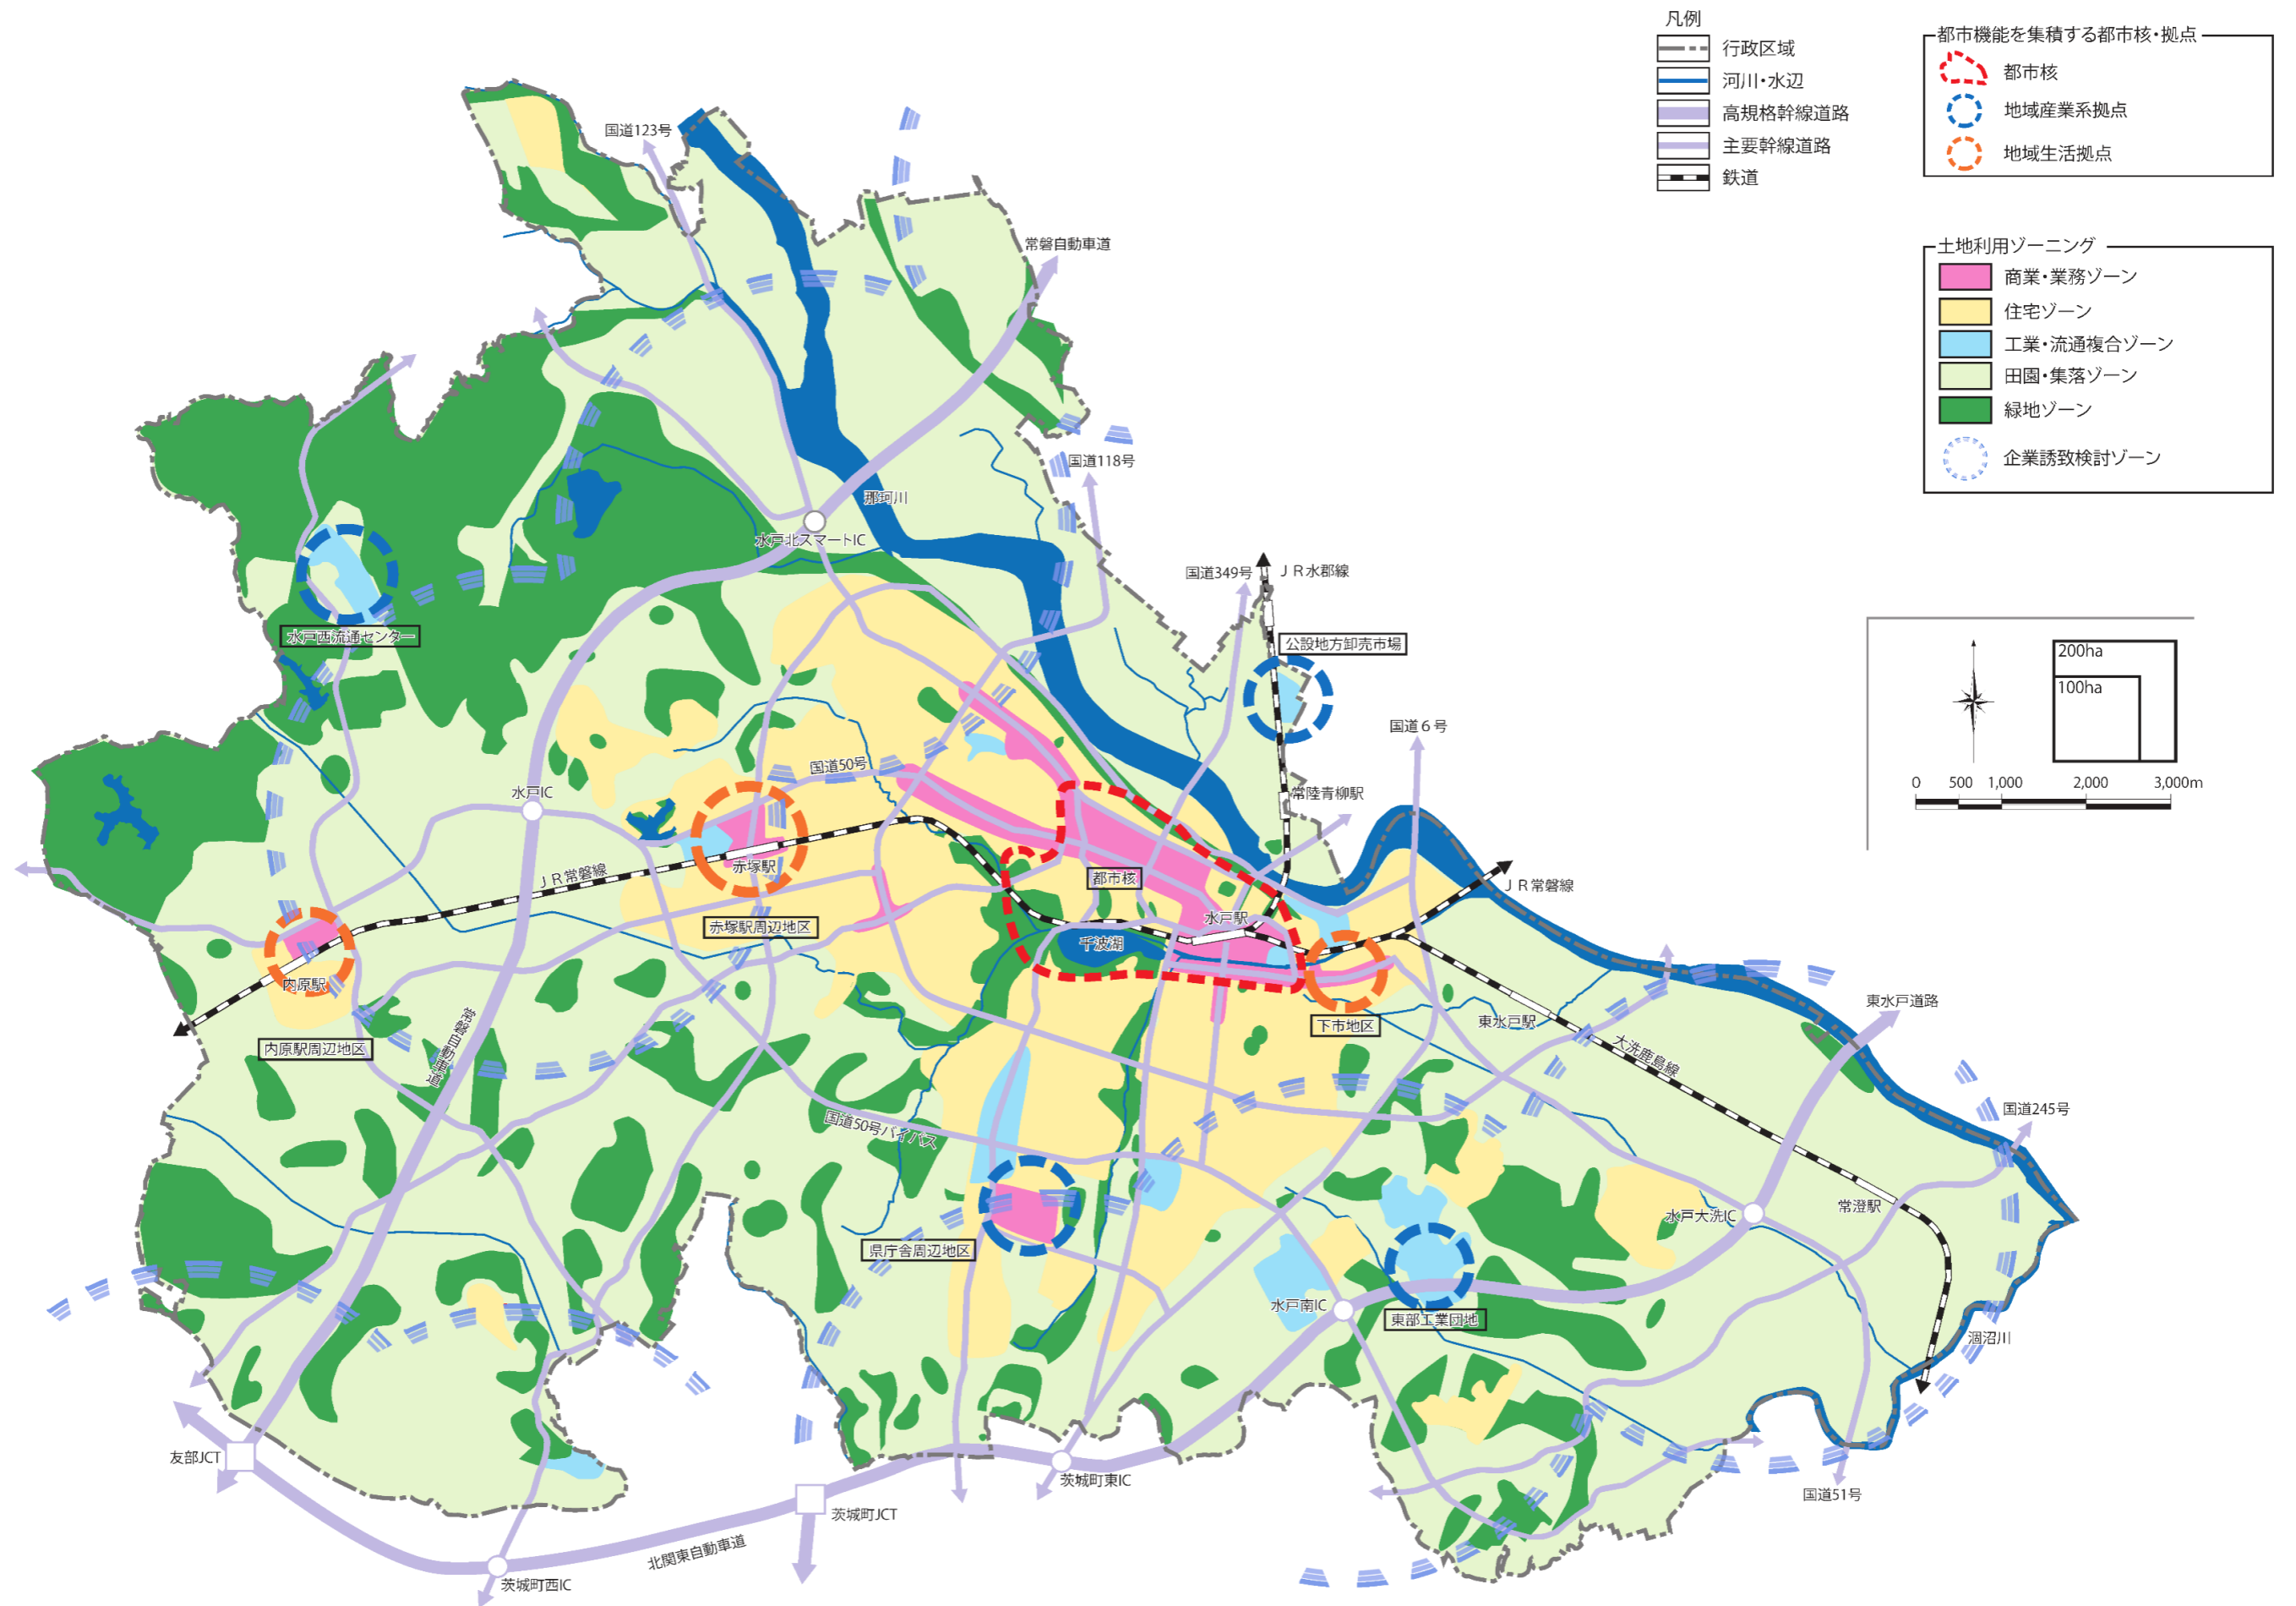 凡例
行政区域
河川・水辺
高規格幹線道路
主要幹線道路
鉄道
都市機能を集積する都市核・拠点
都市核
地域産業系拠点
地域生活拠点
土地利用ゾーニング
商業・業務ゾーン
住宅ゾーン
工業・流通複合ゾーン
田園・集落ゾーン
緑地ゾーン
企業誘致検討ゾーン
国道123号
常磐自動車道
国道118号
那珂川
水戸北スマートIC
国道349号
JR水郡線
水戸西流通センター
公設地方卸売市場
200ha
100ha
0 500 1,000 2,000 3,000m
国道6号
国道50号
水戸IC
常陸青柳駅
赤塚駅
JR常磐線
都市核
JR常磐線
水戸駅
赤塚駅周辺地区
千波湖
内原駅
東水戸道路
常磐自動車道
下市地区
東水戸駅
内原駅周辺地区
大洗鹿島線
国道245号
国道50号バイパス
常澄駅
水戸大洗IC
県庁舎周辺地区
水戸南IC
東部工業団地
涸沼川
友部JCT
茨城町東IC
国道51号
茨城町JCT
北関東自動車道
茨城町西IC